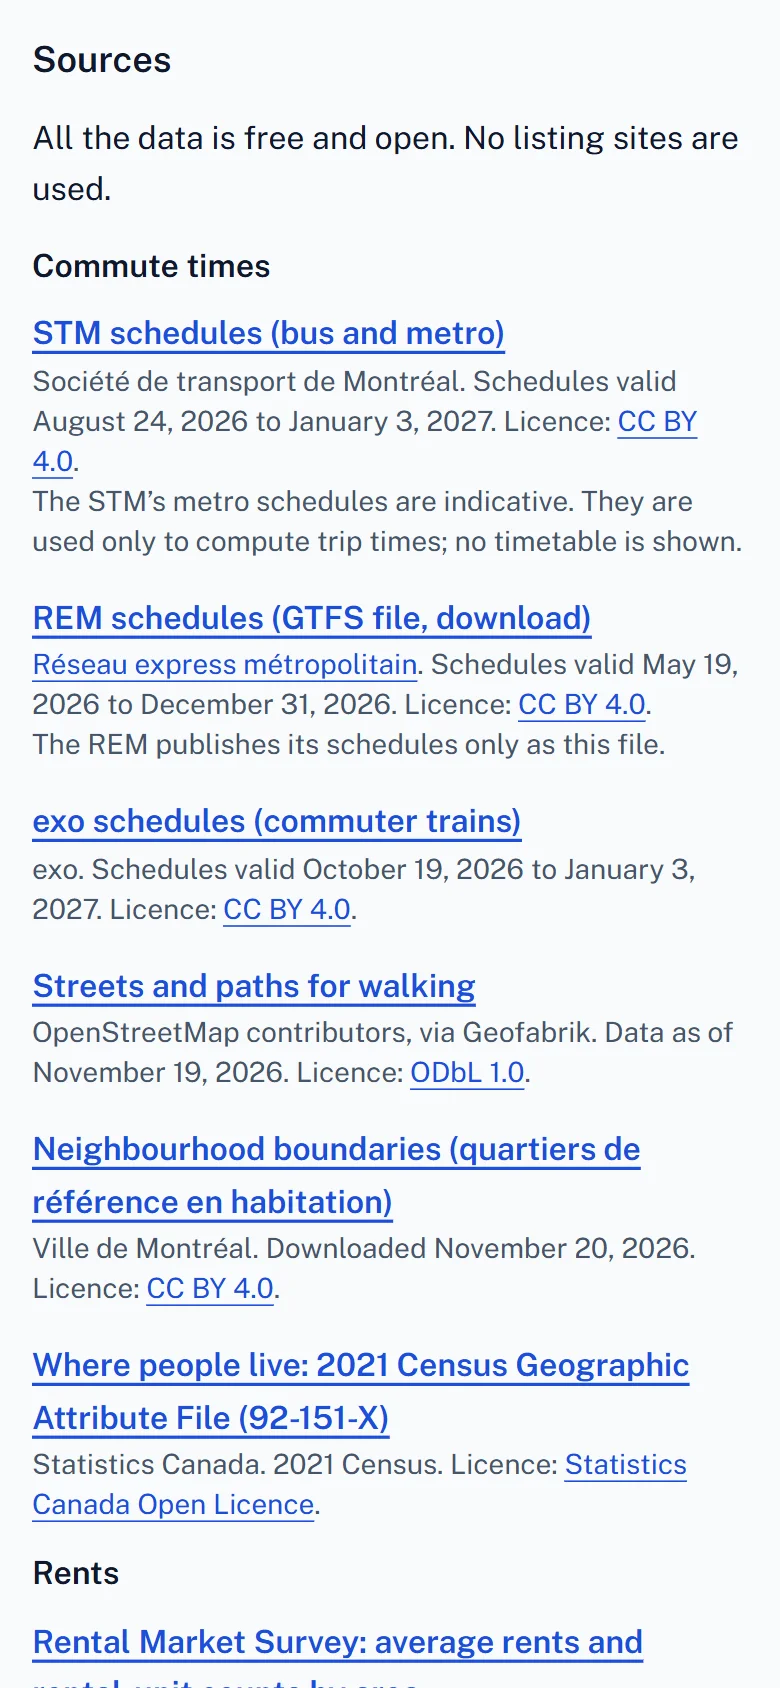 Sources
All the data is free and open. No listing sites are
used.
Commute times
STM schedules (bus and metro)
Société de transport de Montréal. Schedules valid
August 24, 2026 to January 3, 2027. Licence: CC BY
4.0.
The STM’s metro schedules are indicative. They are
used only to compute trip times; no timetable is shown.
REM schedules (GTFS file, download)
Réseau express métropolitain. Schedules valid May 19,
2026 to December 31, 2026. Licence: CC BY 4.0.
The REM publishes its schedules only as this file.
exo schedules (commuter trains)
exo. Schedules valid October 19, 2026 to January 3,
2027. Licence: CC BY 4.0.
Streets and paths for walking
OpenStreetMap contributors, via Geofabrik. Data as of
November 19, 2026. Licence: ODbL 1.0.
Neighbourhood boundaries (quartiers de
référence en habitation)
Ville de Montréal. Downloaded November 20, 2026.
Licence: CC BY 4.0.
Where people live: 2021 Census Geographic
Attribute File (92-151-X)
Statistics Canada. 2021 Census. Licence: Statistics
Canada Open Licence.
Rents
Rental Market Survey: average rents and